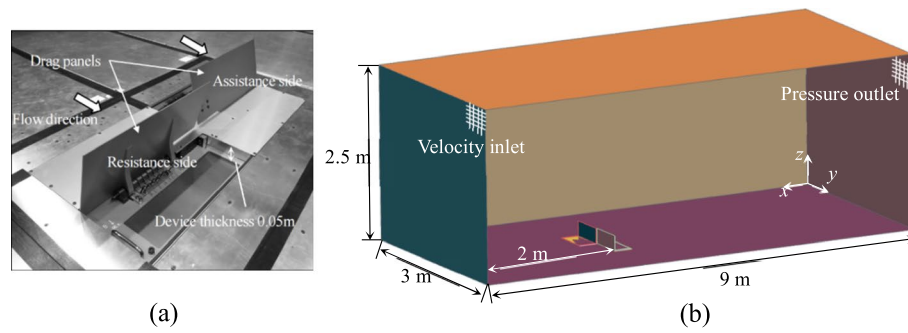 Drag panels
Assistance side
Flow direction
Resistance side
Device thickness 0.05m
(a)
Velocity inlet
Pressure outlet
2.5 m
z
x
y
2 m
3 m
9 m
(b)